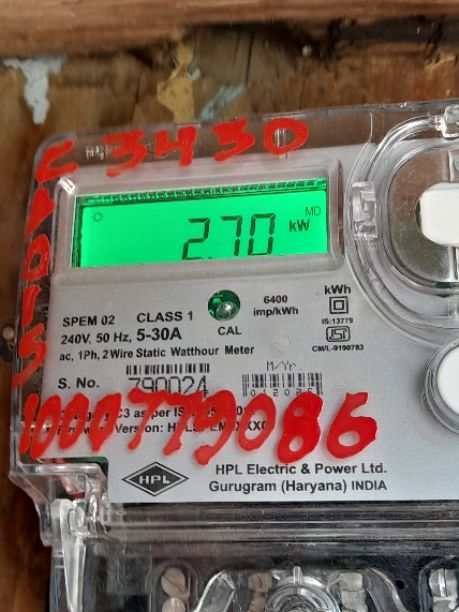 C 3430
MD
2.70 kW
SPEM 02 CLASS 1
240V, 50 Hz, 5-30A
ac, 1Ph, 2 Wire Static Watthour Meter
CAL
6400
imp/kWh
kWh
IS:13779
ISI
CM/L-9190783
M/Yr.
S. No. 790024
1000779086
HPL
HPL Electric & Power Ltd.
Gurugram (Haryana) INDIA